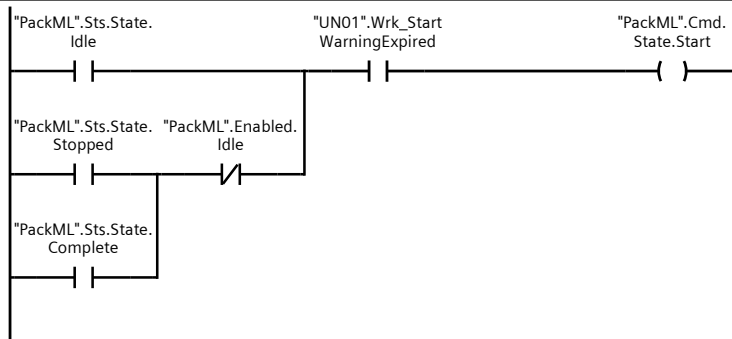 "PackML".Sts.State.
Idle
"UN01".Wrk_Start
WarningExpired
"PackML".Cmd.
State.Start
"PackML".Sts.State.
Stopped
"PackML".Enabled.
Idle
"PackML".Sts.State.
Complete